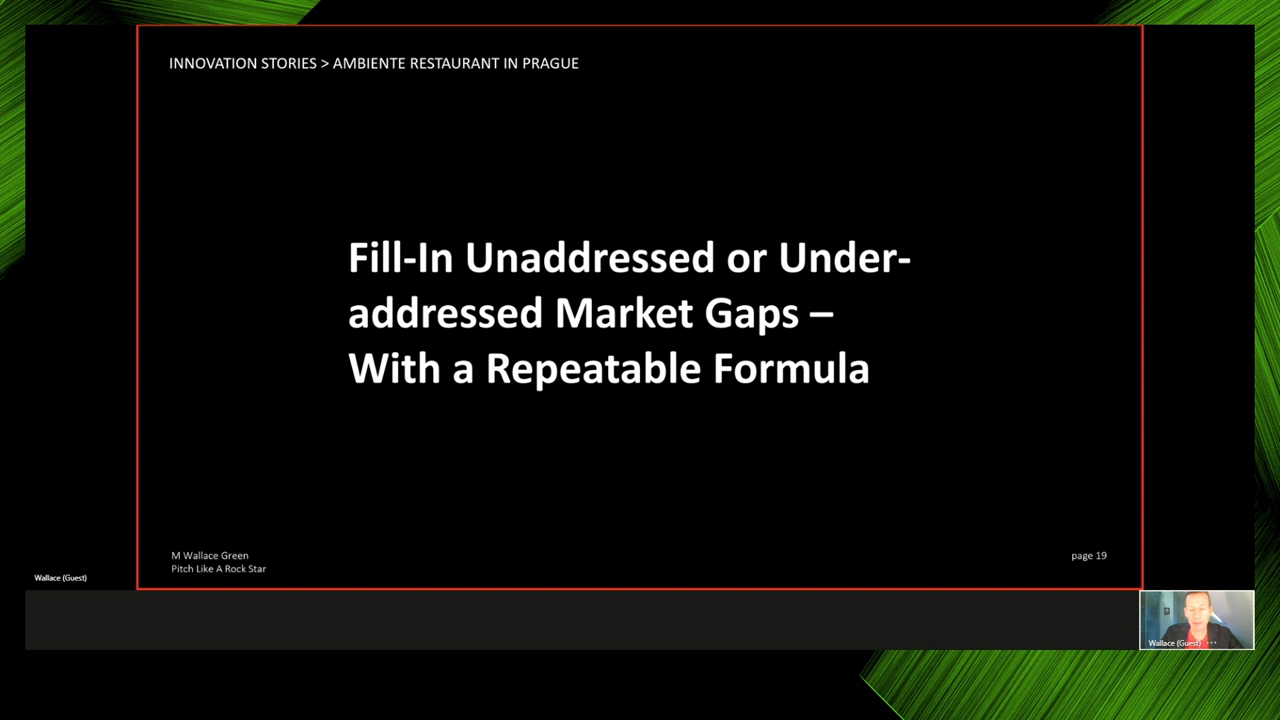 INNOVATION STORIES > AMBIENTE RESTAURANT IN PRAGUE
Fill-In Unaddressed or Under-
addressed Market Gaps –
With a Repeatable Formula
M Wallace Green
Pitch Like A Rock Star
page 19
Wallace (Guest)
Wallace (Guest)